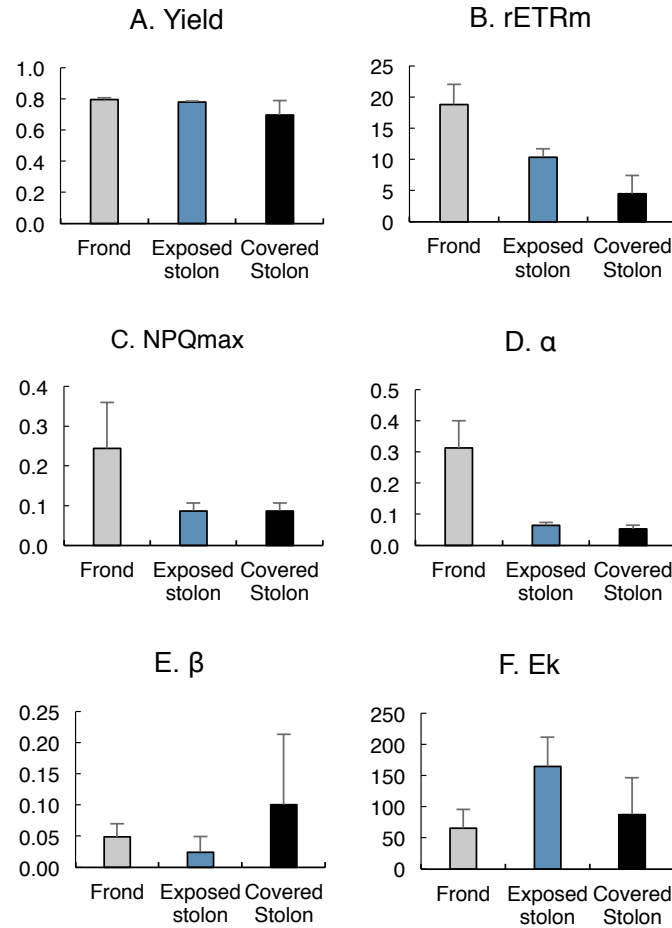 A. Yield
1.0
0.8
0.6
0.4
0.2
0.0
Frond
Exposed
stolon
Covered
Stolon
B. rETRm
25
20
15
10
5
0
Frond
Exposed
stolon
Covered
Stolon
C. NPQmax
0.4
0.3
0.2
0.1
0.0
Frond
Exposed
stolon
Covered
Stolon
D. α
0.5
0.4
0.3
0.2
0.1
0.0
Frond
Exposed
stolon
Covered
Stolon
E. β
0.25
0.20
0.15
0.10
0.05
0.00
Frond
Exposed
stolon
Covered
Stolon
F. Ek
250
200
150
100
50
0
Frond
Exposed
stolon
Covered
Stolon